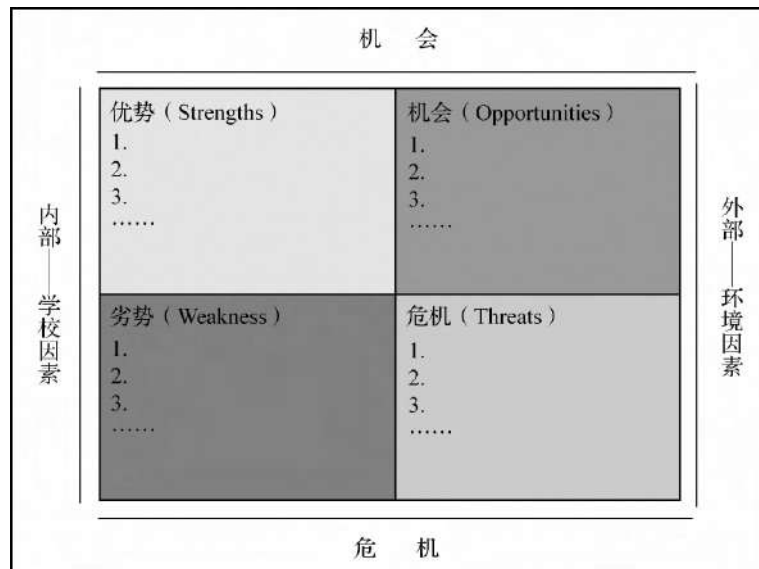 机 会
内部——学校因素
优势（Strengths）
1.
2.
3.
……
机会（Opportunities）
1.
2.
3.
……
劣势（Weakness）
1.
2.
3.
……
危机（Threats）
1.
2.
3.
……
外部——环境因素
危 机